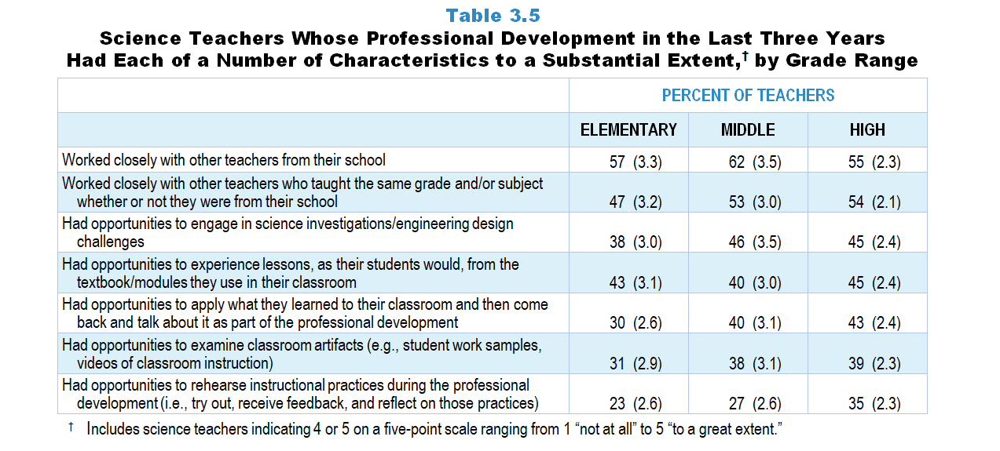 Table 3.5
Science Teachers Whose Professional Development in the Last Three Years
Had Each of a Number of Characteristics to a Substantial Extent,† by Grade Range
PERCENT OF TEACHERS
ELEMENTARY MIDDLE HIGH
Worked closely with other teachers from their school 57 (3.3) 62 (3.5) 55 (2.3)
Worked closely with other teachers who taught the same grade and/or subject
whether or not they were from their school 47 (3.2) 53 (3.0) 54 (2.1)
Had opportunities to engage in science investigations/engineering design
challenges 38 (3.0) 46 (3.5) 45 (2.4)
Had opportunities to experience lessons, as their students would, from the
textbook/modules they use in their classroom 43 (3.1) 40 (3.0) 45 (2.4)
Had opportunities to apply what they learned to their classroom and then come
back and talk about it as part of the professional development 30 (2.6) 40 (3.1) 43 (2.4)
Had opportunities to examine classroom artifacts (e.g., student work samples,
videos of classroom instruction) 31 (2.9) 38 (3.1) 39 (2.3)
Had opportunities to rehearse instructional practices during the professional
development (i.e., try out, receive feedback, and reflect on those practices) 23 (2.6) 27 (2.6) 35 (2.3)
† Includes science teachers indicating 4 or 5 on a five-point scale ranging from 1 “not at all” to 5 “to a great extent.”